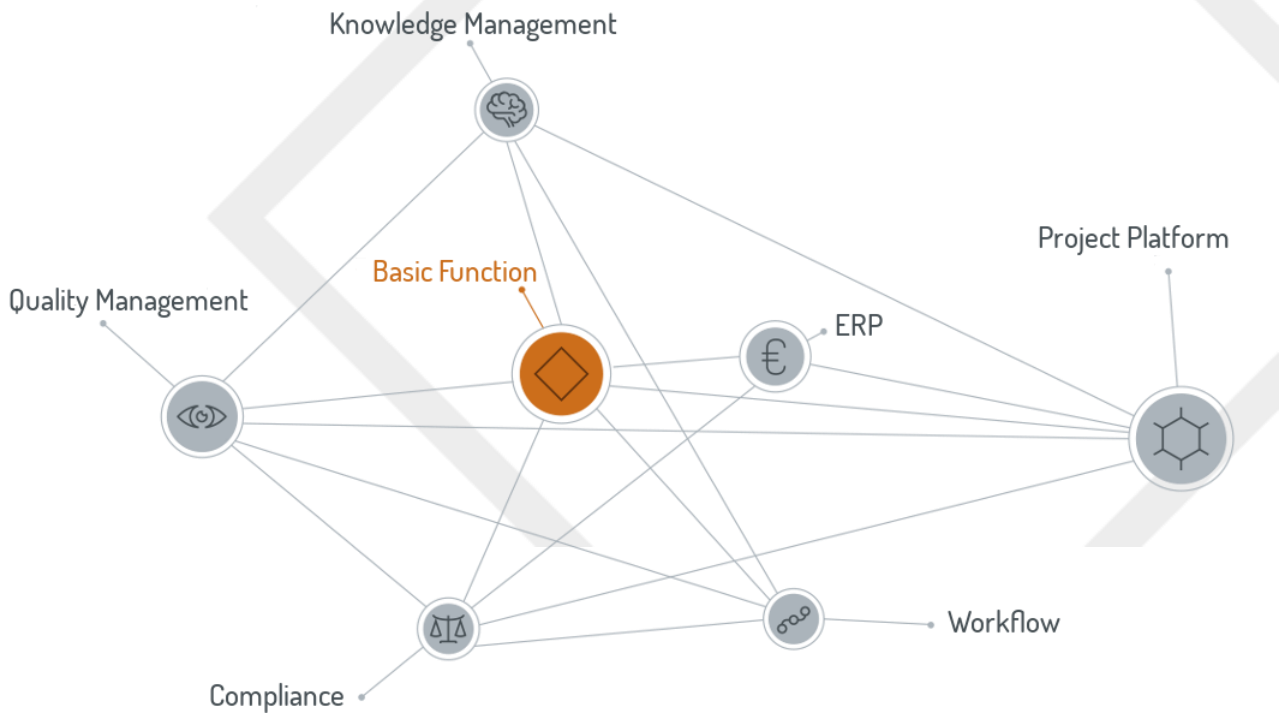 Knowledge Management
Project Platform
Basic Function
Quality Management
ERP
€
Workflow
Compliance